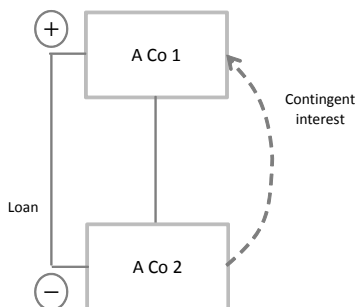 +
A Co 1
Contingent
interest
Loan
−
A Co 2